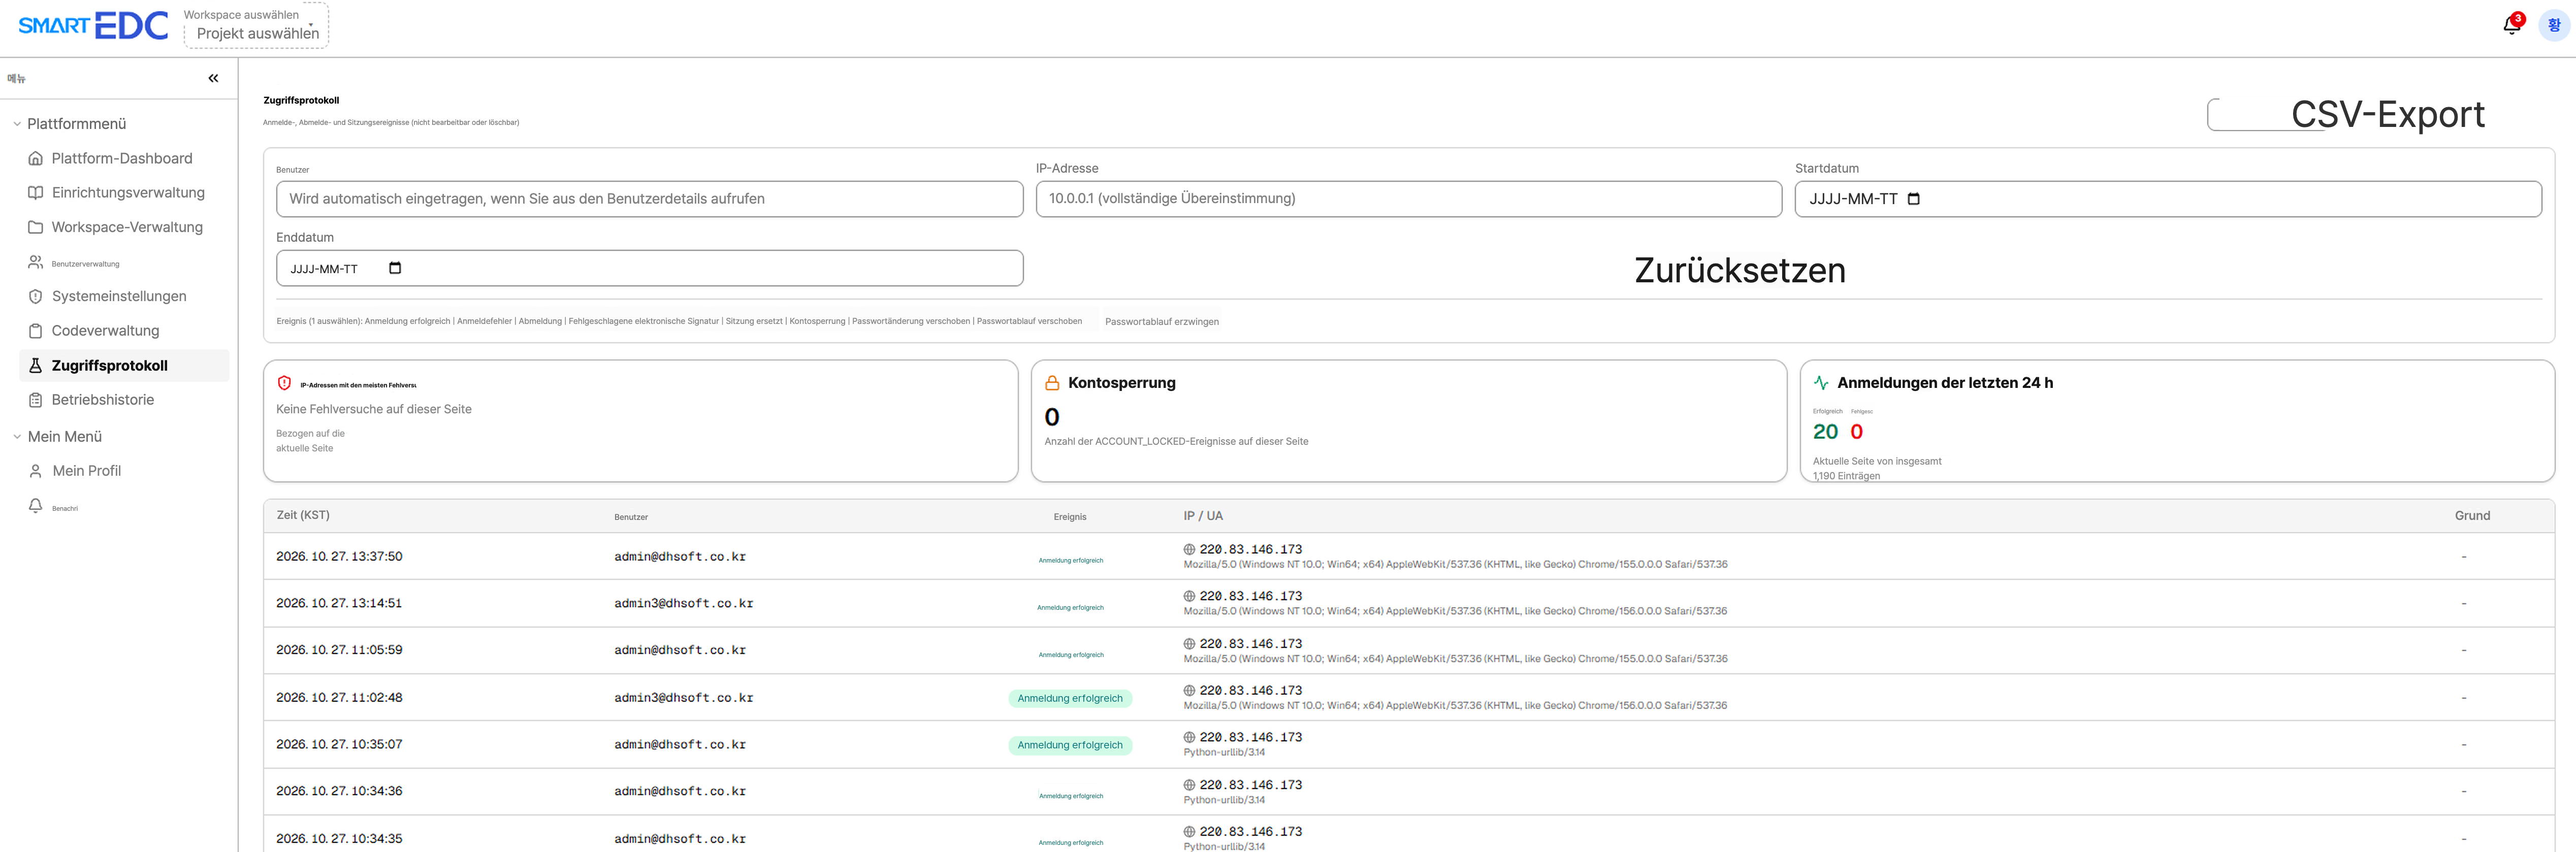 SMART EDC
Workspace auswählen
Projekt auswählen
3
황
메뉴
Plattformmenü
Plattform-Dashboard
Einrichtungsverwaltung
Workspace-Verwaltung
Benutzerverwaltung
Systemeinstellungen
Codeverwaltung
Zugriffsprotokoll
Betriebshistorie
Mein Menü
Mein Profil
Benachri
Zugriffsprotokoll
Anmelde-, Abmelde- und Sitzungsereignisse (nicht bearbeitbar oder löschbar)
CSV-Export
Benutzer
Wird automatisch eingetragen, wenn Sie aus den Benutzerdetails aufrufen
IP-Adresse
10.0.0.1 (vollständige Übereinstimmung)
Startdatum
JJJJ-MM-TT
Enddatum
JJJJ-MM-TT
Zurücksetzen
Ereignis (1 auswählen): Anmeldung erfolgreich | Anmeldefehler | Abmeldung | Fehlgeschlagene elektronische Signatur | Sitzung ersetzt | Kontosperrung | Passwortänderung verschoben | Passwortablauf verschoben Passwortablauf erzwingen
IP-Adressen mit den meisten Fehlversu
Keine Fehlversuche auf dieser Seite
Bezogen auf die
aktuelle Seite
Kontosperrung
0
Anzahl der ACCOUNT_LOCKED-Ereignisse auf dieser Seite
Anmeldungen der letzten 24 h
Erfolgreich Fehlgesc
20 0
Aktuelle Seite von insgesamt
1,190 Einträgen
Zeit (KST) Benutzer Ereignis IP / UA Grund
2026. 10. 27. 13:37:50 admin@dhsoft.co.kr Anmeldung erfolgreich 220.83.146.173 -
Mozilla/5.0 (Windows NT 10.0; Win64; x64) AppleWebKit/537.36 (KHTML, like Gecko) Chrome/155.0.0.0 Safari/537.36
2026. 10. 27. 13:14:51 admin3@dhsoft.co.kr Anmeldung erfolgreich 220.83.146.173 -
Mozilla/5.0 (Windows NT 10.0; Win64; x64) AppleWebKit/537.36 (KHTML, like Gecko) Chrome/156.0.0.0 Safari/537.36
2026. 10. 27. 11:05:59 admin@dhsoft.co.kr Anmeldung erfolgreich 220.83.146.173 -
Mozilla/5.0 (Windows NT 10.0; Win64; x64) AppleWebKit/537.36 (KHTML, like Gecko) Chrome/155.0.0.0 Safari/537.36
2026. 10. 27. 11:02:48 admin3@dhsoft.co.kr Anmeldung erfolgreich 220.83.146.173 -
Mozilla/5.0 (Windows NT 10.0; Win64; x64) AppleWebKit/537.36 (KHTML, like Gecko) Chrome/156.0.0.0 Safari/537.36
2026. 10. 27. 10:35:07 admin@dhsoft.co.kr Anmeldung erfolgreich 220.83.146.173 -
Python-urllib/3.14
2026. 10. 27. 10:34:36 admin@dhsoft.co.kr Anmeldung erfolgreich 220.83.146.173 -
Python-urllib/3.14
2026. 10. 27. 10:34:35 admin@dhsoft.co.kr Anmeldung erfolgreich 220.83.146.173 -
Python-urllib/3.14